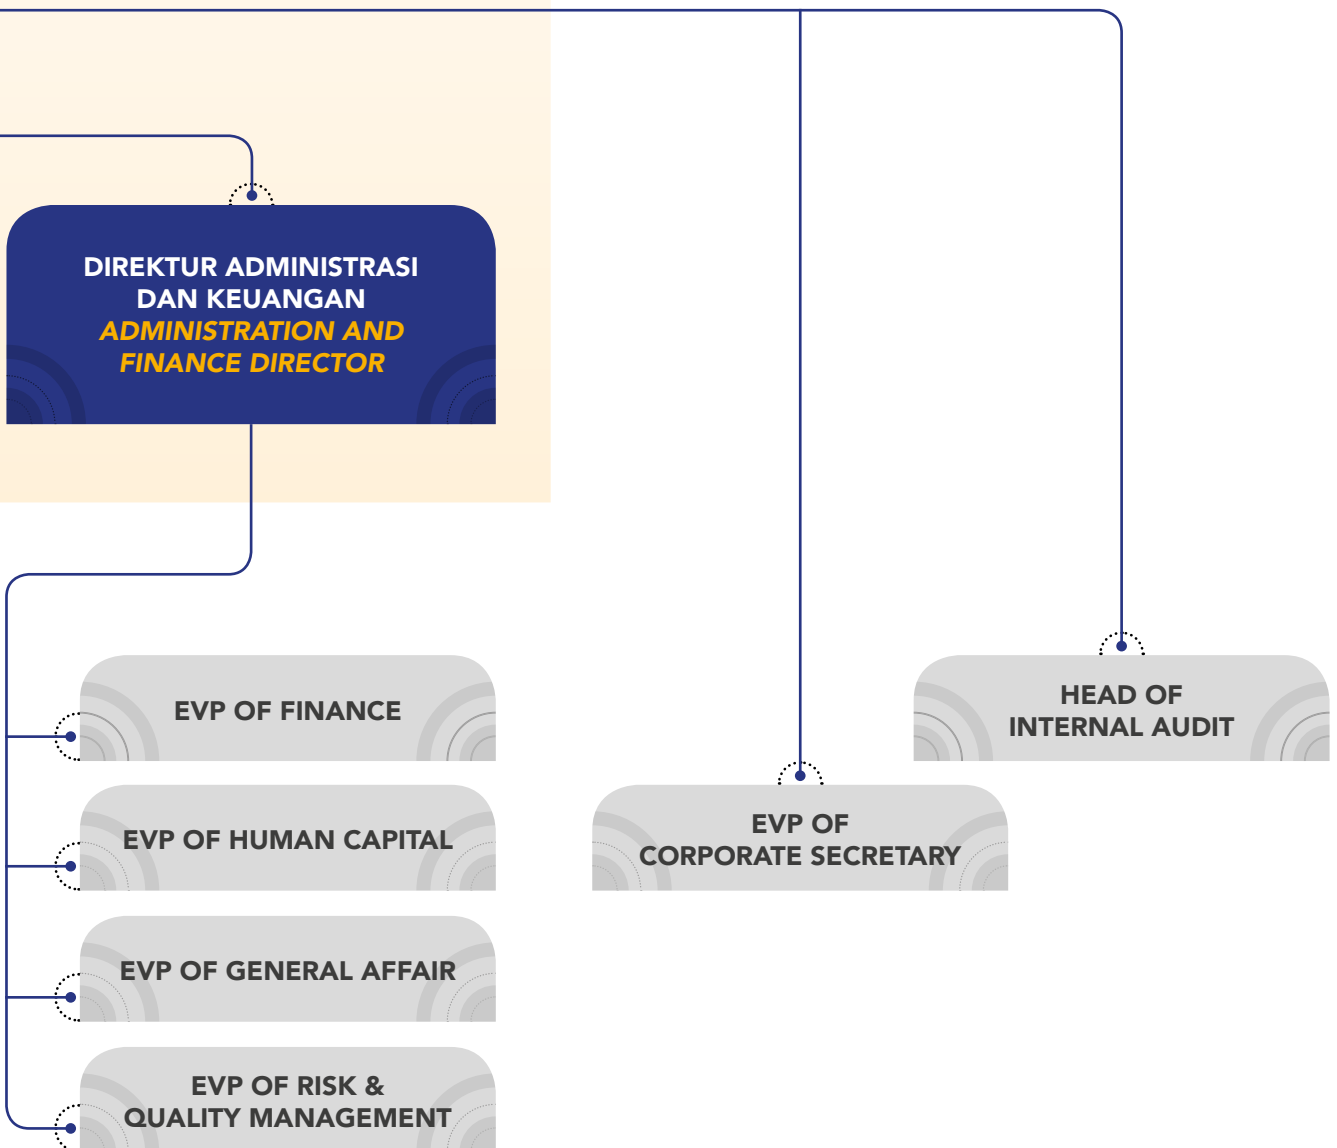 DIREKTUR ADMINISTRASI
DAN KEUANGAN
ADMINISTRATION AND
FINANCE DIRECTOR
EVP OF FINANCE
EVP OF HUMAN CAPITAL
EVP OF GENERAL AFFAIR
EVP OF RISK &
QUALITY MANAGEMENT
EVP OF
CORPORATE SECRETARY
HEAD OF
INTERNAL AUDIT